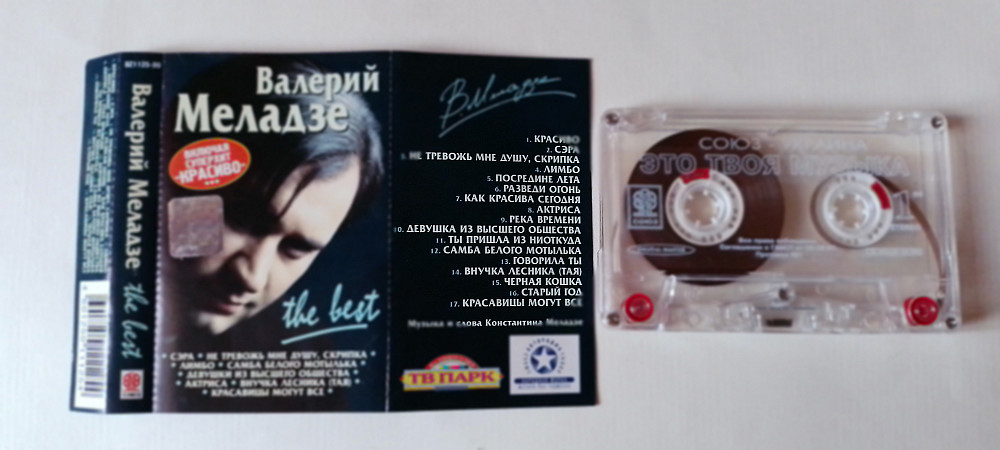 Валерий Меладзе the best
Валерий
Меладзе
ВКЛЮЧАЯ
СУПЕРХИТ
-КРАСИВО-
the best
• СЭРА • НЕ ТРЕВОЖЬ МНЕ ДУШУ, СКРИПКА •
• ЛИМБО • САМБА БЕЛОГО МОТЫЛЬКА •
• ДЕВУШКИ ИЗ ВЫСШЕГО ОБЩЕСТВА •
• АКТРИСА • ВНУЧКА ЛЕСНИКА (ТАЯ) •
• КРАСАВИЦЫ МОГУТ ВСЕ •
В. Меладзе
1. КРАСИВО
2. СЭРА
3. НЕ ТРЕВОЖЬ МНЕ ДУШУ, СКРИПКА
4. ЛИМБО
5. ПОСРЕДИНЕ ЛЕТА
6. РАЗВЕДИ ОГОНЬ
7. КАК КРАСИВА СЕГОДНЯ
8. АКТРИСА
9. РЕКА ВРЕМЕНИ
10. ДЕВУШКА ИЗ ВЫСШЕГО ОБЩЕСТВА
11. ТЫ ПРИШЛА ИЗ НИОТКУДА
12. САМБА БЕЛОГО МОТЫЛЬКА
13. ГОВОРИЛА ТЫ
14. ВНУЧКА ЛЕСНИКА (ТАЯ)
15. ЧЕРНАЯ КОШКА
16. СТАРЫЙ ГОД
17. КРАСАВИЦЫ МОГУТ ВСЕ
Музыка и слова Константина Меладзе
ТВ ПАРК
СОЮЗ
ЭТО ТВОЯ МУЗЫКА
1